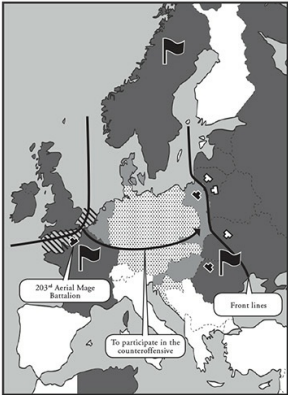 203rd Aerial Mage
Battalion
To participate in the
counteroffensive
Front lines